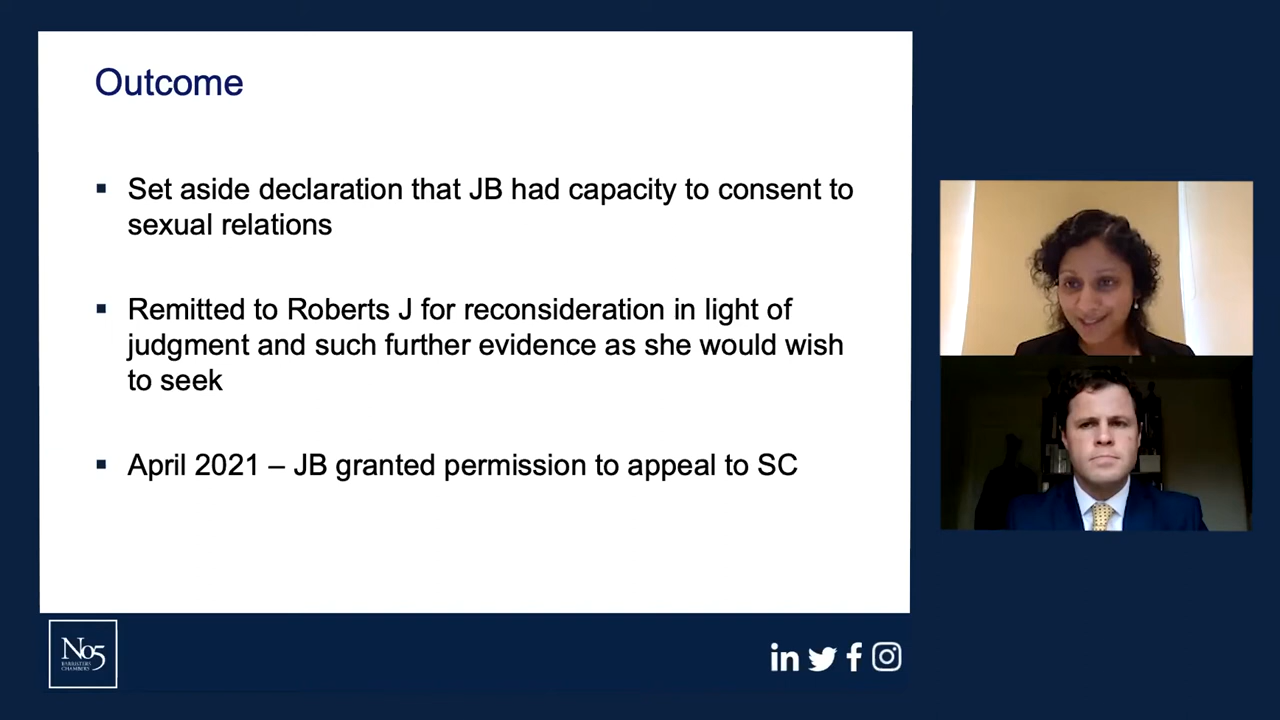 Outcome
▪ Set aside declaration that JB had capacity to consent to
sexual relations
▪ Remitted to Roberts J for reconsideration in light of
judgment and such further evidence as she would wish
to seek
▪ April 2021 – JB granted permission to appeal to SC
No5
BARRISTERS
CHAMBERS
in f